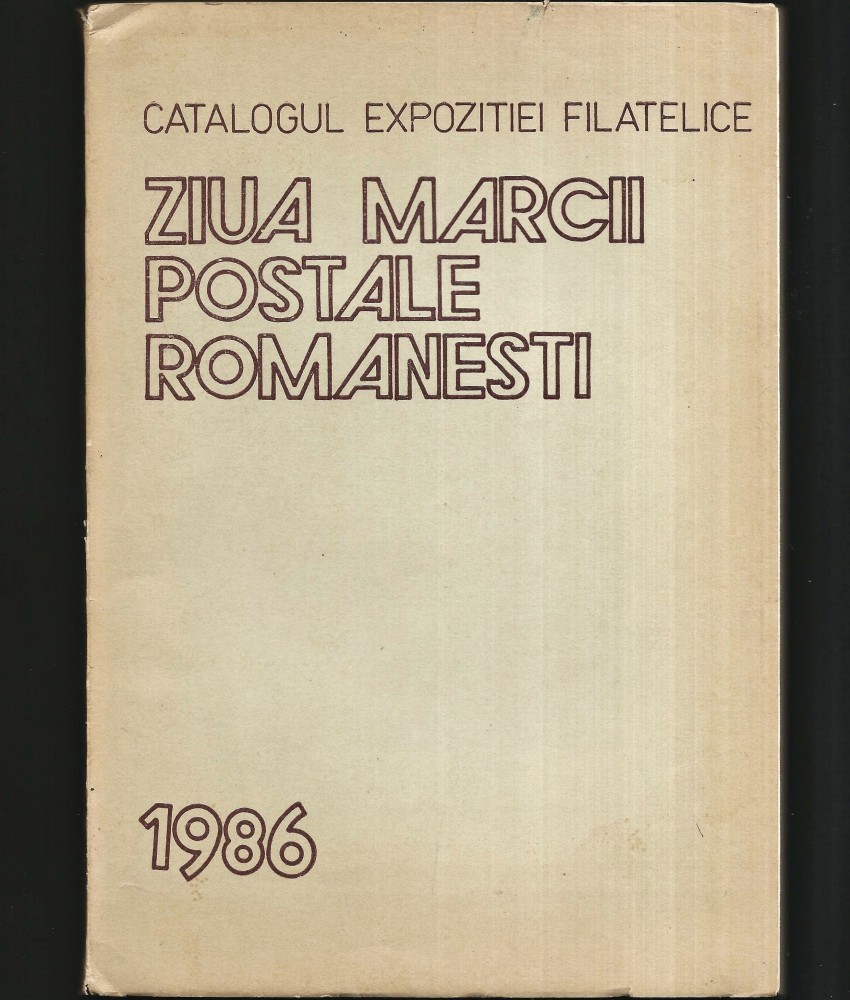 CATALOGUL EXPOZITIEI FILATELICE
ZIUA MARCII
POSTALE
ROMANESTI
1986